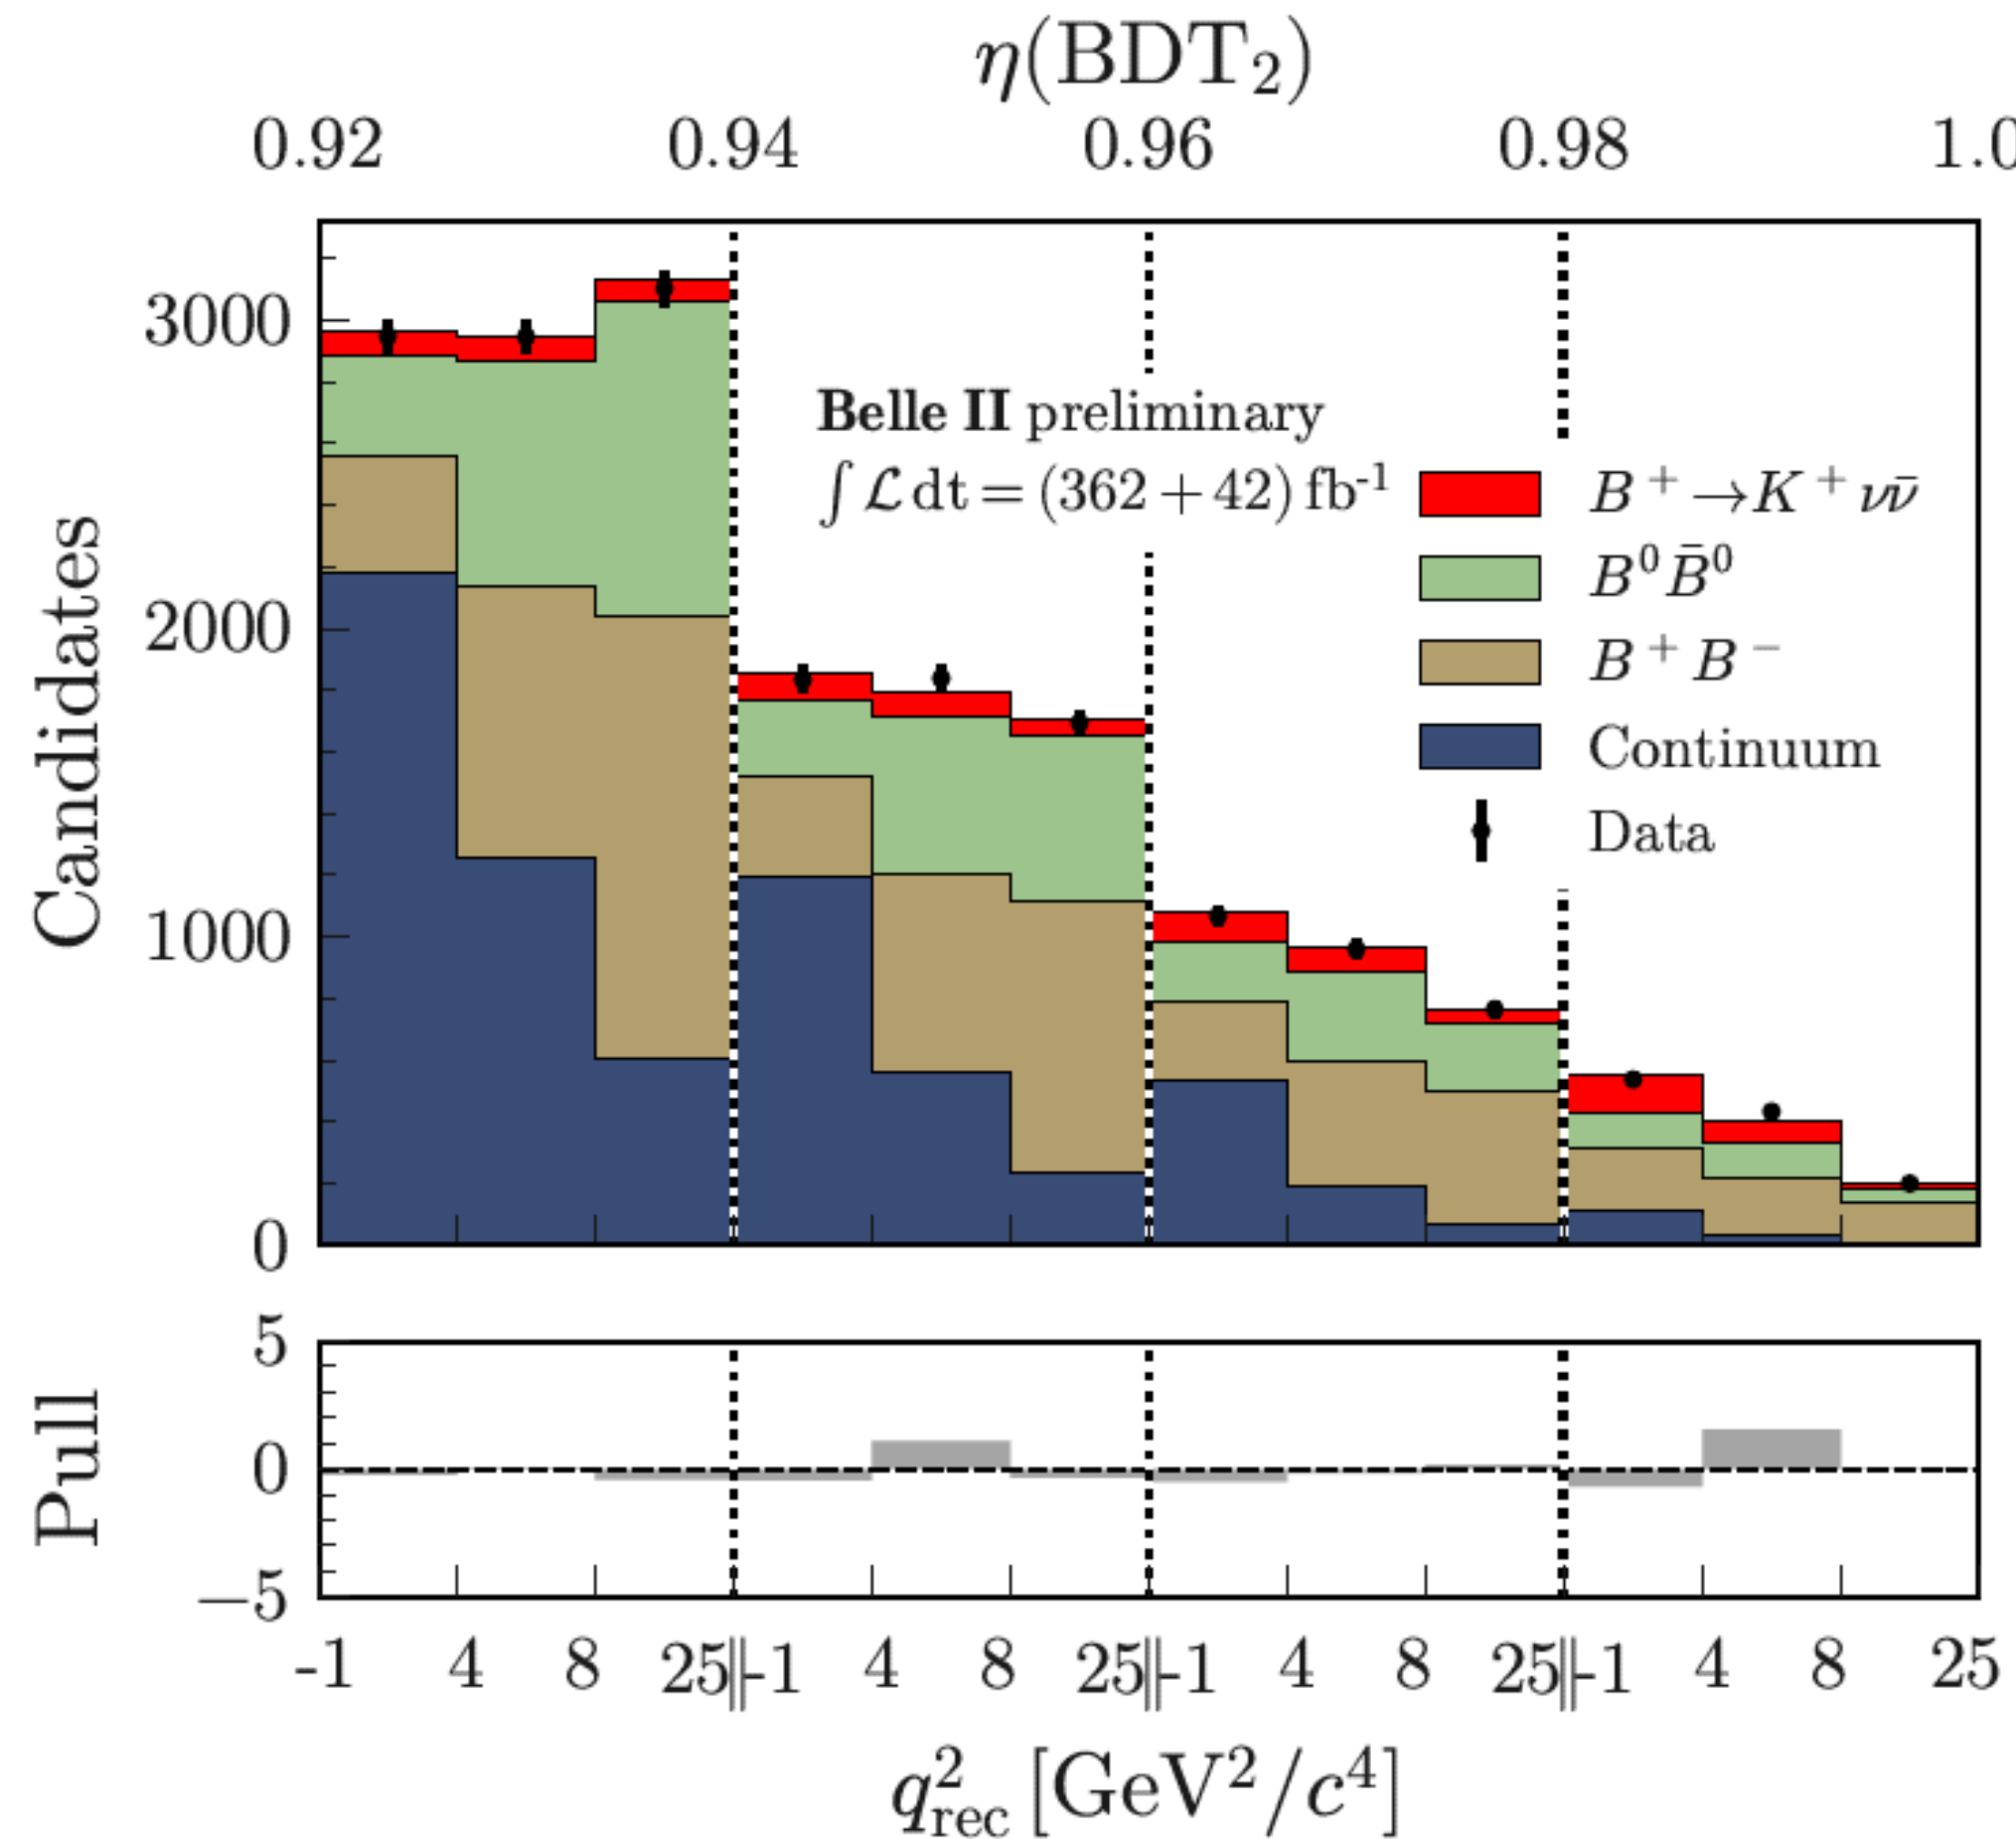 η(BDT₂)
0.92 0.94 0.96 0.98 1.0
Candidates
3000
2000
1000
0
Belle II preliminary
∫ ℒ dt = (362 + 42) fb⁻¹
B⁺→K⁺νν̄
B⁰B̄⁰
B⁺B⁻
Continuum
Data
Pull
5
0
−5
-1 4 8 25||-1 4 8 25||-1 4 8 25||-1 4 8 25
q²rec [GeV²/c⁴]